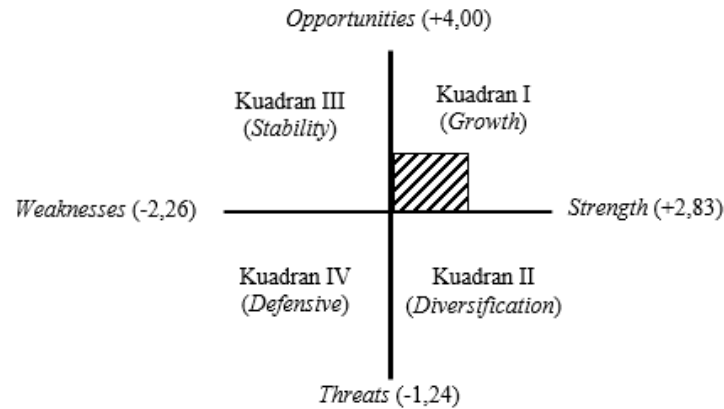 Opportunities (+4,00)
Kuadran III
(Stability)
Kuadran I
(Growth)
Weaknesses (-2,26)
Strength (+2,83)
Kuadran IV
(Defensive)
Kuadran II
(Diversification)
Threats (-1,24)